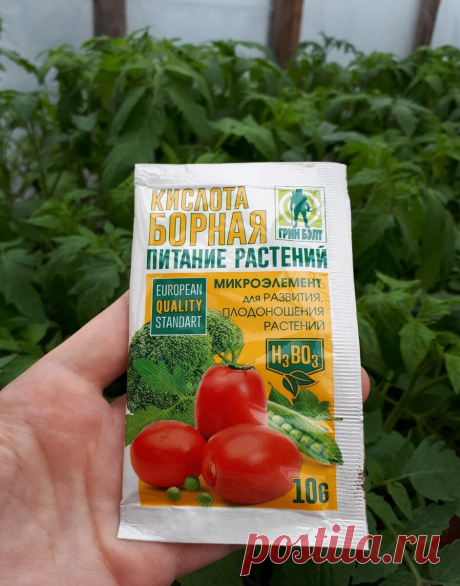 КИСЛОТА
БОРНАЯ
ГРИН БЭЛТ
ПИТАНИЕ РАСТЕНИЙ
EUROPEAN
QUALITY
STANDART
МИКРОЭЛЕМЕНТ
для РАЗВИТИЯ,
ПЛОДОНОШЕНИЯ
РАСТЕНИЙ
H₃BO₃
10G
postila.ru